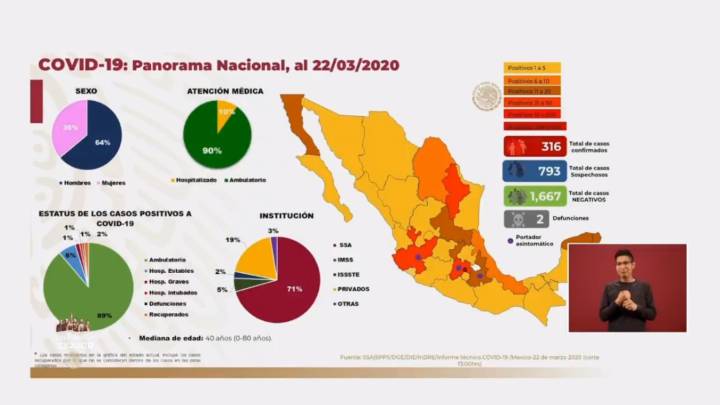 COVID-19: Panorama Nacional, al 22/03/2020
SEXO
36%
64%
Hombres Mujeres
ATENCIÓN MÉDICA
10%
90%
Hospitalizado Ambulatorio
ESTATUS DE LOS CASOS POSITIVOS A
COVID-19
1%
1% 1% 2%
6%
89%
Ambulatorio
Hosp. Estables
Hosp. Graves
Hosp. Intubados
Defunciones
Recuperados
INSTITUCIÓN
3%
19%
2%
5%
71%
SSA
IMSS
ISSSTE
PRIVADOS
OTRAS
Mediana de edad: 40 años (0-80 años).
Positivos 1 a 5
Positivos 6 a 10
Positivos 11 a 20
Positivos 21 a 50
316 Total de casos
confirmados
793 Total de casos
Sospechosos
1,667 Total de casos
NEGATIVOS
2 Defunciones
Portador
asintomático
Fuente: SSA/SPPS/DGE/DIE/InDRE/Informe técnico.COVID-19 /México-22 de marzo 2020 (corte
13:00hrs)